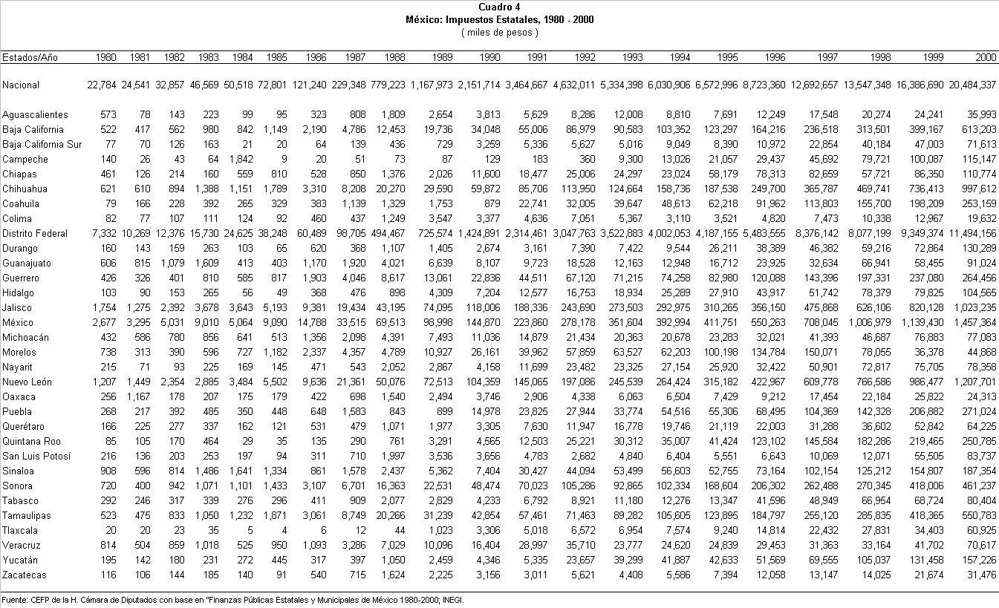 Cuadro 4
México: Impuestos Estatales, 1980 - 2000
( miles de pesos )
Estados/Año 1980 1981 1982 1983 1984 1985 1986 1987 1988 1989 1990 1991 1992 1993 1994 1995 1996 1997 1998 1999 2000
Nacional 22,784 24,541 32,857 46,569 50,518 72,801 121,240 229,348 779,223 1,167,973 2,151,714 3,464,667 4,632,011 5,334,398 6,030,906 6,572,996 8,723,360 12,692,657 13,547,348 16,386,690 20,484,337
Aguascalientes 573 78 143 223 99 95 323 808 1,809 2,654 3,813 5,629 8,286 12,008 8,810 7,691 12,249 17,548 20,274 24,241 35,993
Baja California 522 417 562 980 842 1,149 2,190 4,786 12,453 19,736 34,048 55,006 86,979 90,583 103,352 123,297 164,216 236,518 313,501 399,167 613,203
Baja California Sur 77 70 126 163 21 20 64 139 436 729 3,259 5,336 5,627 5,016 9,049 8,390 10,972 22,854 40,184 47,003 71,613
Campeche 140 26 43 64 1,842 9 20 51 73 87 129 183 360 9,300 13,026 21,057 29,437 45,692 79,721 100,087 115,147
Chiapas 461 126 214 160 559 810 528 850 1,376 2,026 11,600 18,477 25,006 24,297 23,024 58,179 78,313 82,659 57,721 86,350 110,774
Chihuahua 621 610 894 1,388 1,151 1,789 3,310 8,208 20,270 29,590 59,872 85,706 113,950 124,664 158,736 187,538 249,700 365,787 469,741 736,413 997,612
Coahuila 79 166 228 392 265 329 383 1,139 1,329 1,753 879 22,741 32,005 39,647 48,613 62,218 91,962 113,803 155,700 198,209 253,159
Colima 82 77 107 111 124 92 460 437 1,249 3,547 3,377 4,636 7,051 5,367 3,110 3,521 4,820 7,473 10,338 12,967 19,632
Distrito Federal 7,332 10,269 12,376 15,730 24,625 38,248 60,489 98,705 494,467 725,574 1,424,891 2,314,461 3,047,763 3,522,883 4,002,053 4,187,155 5,483,555 8,376,142 8,077,199 9,349,374 11,494,156
Durango 160 143 159 263 103 65 620 368 1,107 1,405 2,674 3,161 7,390 7,422 9,544 26,211 38,389 46,382 59,216 72,864 130,289
Guanajuato 606 815 1,079 1,609 413 403 1,170 1,920 4,021 6,639 8,107 9,723 18,528 12,163 12,948 16,712 23,925 32,634 66,941 58,455 91,024
Guerrero 426 326 401 810 585 817 1,903 4,046 8,617 13,061 22,836 44,511 67,120 71,215 74,258 82,980 120,088 143,396 197,331 237,080 264,456
Hidalgo 103 90 153 265 56 49 368 476 898 4,309 7,204 12,577 16,753 18,934 25,289 27,910 43,917 51,742 78,379 79,825 104,565
Jalisco 1,754 1,275 2,392 3,678 3,643 5,193 9,381 19,434 43,195 74,095 118,006 188,336 243,690 273,503 292,975 310,265 356,150 475,868 626,106 820,128 1,023,235
México 2,677 3,295 5,031 9,010 5,064 9,090 14,788 33,515 69,513 98,998 144,870 223,860 278,178 351,604 392,994 411,751 550,263 708,045 1,006,979 1,139,430 1,457,364
Michoacán 432 586 780 856 641 513 1,356 2,098 4,391 7,493 11,036 14,879 21,434 20,363 20,678 23,283 32,021 41,393 46,687 76,883 77,083
Morelos 738 313 390 596 727 1,182 2,337 4,357 4,789 10,927 26,161 39,962 57,859 63,527 62,203 100,198 134,784 150,071 78,055 36,378 44,868
Nayarit 215 71 93 225 169 145 471 543 2,052 2,867 4,158 11,699 23,482 23,325 27,154 25,920 32,422 50,901 72,817 75,705 78,358
Nuevo León 1,207 1,449 2,354 2,885 3,484 5,502 9,636 21,361 50,076 72,513 104,359 145,065 197,086 245,539 264,424 315,182 422,967 609,778 766,586 986,477 1,207,701
Oaxaca 256 1,167 178 207 175 179 422 698 1,540 2,494 3,746 2,906 4,338 6,063 6,504 7,429 9,212 17,454 22,184 25,822 24,313
Puebla 268 217 392 485 350 448 648 1,583 843 899 14,978 23,825 27,944 33,774 54,516 55,306 68,495 104,369 142,328 206,882 271,024
Querétaro 166 225 277 337 162 121 531 479 1,071 1,977 3,305 7,630 11,947 16,778 19,746 21,119 22,003 31,288 36,602 52,842 64,225
Quintana Roo 85 105 170 464 29 35 135 290 761 3,291 4,565 12,503 25,221 30,312 35,007 41,424 123,102 145,584 182,286 219,465 250,785
San Luis Potosí 216 136 203 253 197 94 311 710 1,997 3,536 3,656 4,783 2,682 4,840 6,404 5,551 6,643 10,069 12,071 55,505 83,737
Sinaloa 908 596 814 1,486 1,641 1,334 861 1,578 2,437 5,362 7,404 30,427 44,094 53,499 56,603 52,755 73,164 102,154 125,212 154,807 187,354
Sonora 720 400 942 1,071 1,101 1,433 3,107 6,701 16,363 22,531 48,474 70,023 105,286 92,865 102,334 168,604 206,302 262,488 270,345 418,006 461,237
Tabasco 292 246 317 339 276 296 411 909 2,077 2,829 4,233 6,792 8,921 11,180 12,276 13,347 41,596 48,949 66,954 68,724 80,404
Tamaulipas 523 475 833 1,050 1,232 1,871 3,061 8,749 20,266 31,239 42,854 57,461 71,463 89,282 105,605 123,895 184,797 255,120 285,835 418,365 550,783
Tlaxcala 20 20 23 35 5 4 6 12 44 1,023 3,306 5,018 6,572 6,954 7,574 9,240 14,814 22,432 27,831 34,403 60,925
Veracruz 814 504 859 1,018 525 950 1,093 3,286 7,029 10,096 16,404 28,997 35,710 23,777 24,620 24,839 29,453 31,363 33,164 41,702 70,617
Yucatán 195 142 180 231 272 445 317 397 1,050 2,459 4,346 5,335 23,657 39,299 41,887 42,633 51,569 69,555 105,037 131,458 157,226
Zacatecas 116 106 144 185 140 91 540 715 1,624 2,225 3,156 3,011 5,621 4,408 5,586 7,394 12,058 13,147 14,025 21,674 31,476
Fuente: CEFP de la H. Cámara de Diputados con base en "Finanzas Públicas Estatales y Municipales de México 1980-2000; INEGI.